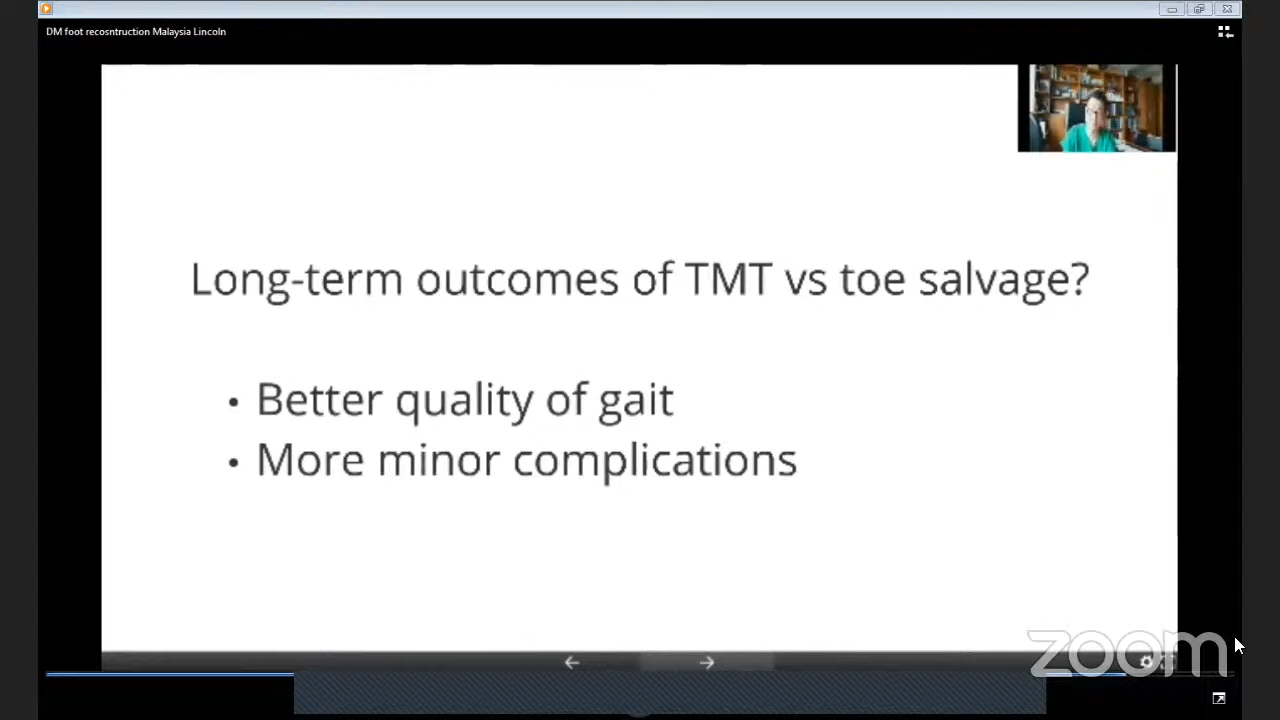 DM foot recosntruction Malaysia Lincoln
Long-term outcomes of TMT vs toe salvage?
• Better quality of gait
• More minor complications
zoom